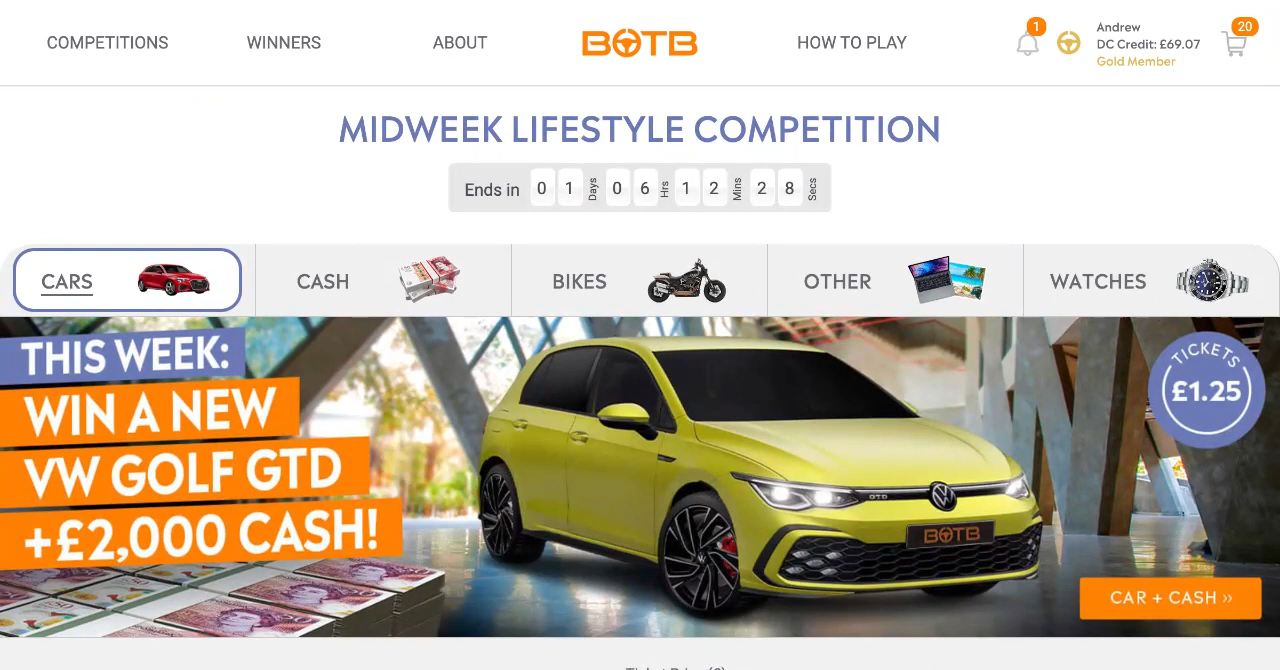 COMPETITIONS
WINNERS
ABOUT
BOTB
HOW TO PLAY
1
Andrew
DC Credit: £69.07
Gold Member
20
MIDWEEK LIFESTYLE COMPETITION
Ends in 0 1 Days 0 6 Hrs 1 2 Mins 2 8 Secs
CARS
CASH
BIKES
OTHER
WATCHES
THIS WEEK:
WIN A NEW
VW GOLF GTD
+£2,000 CASH!
TICKETS
£1.25
GTD
BOTB
CAR + CASH »